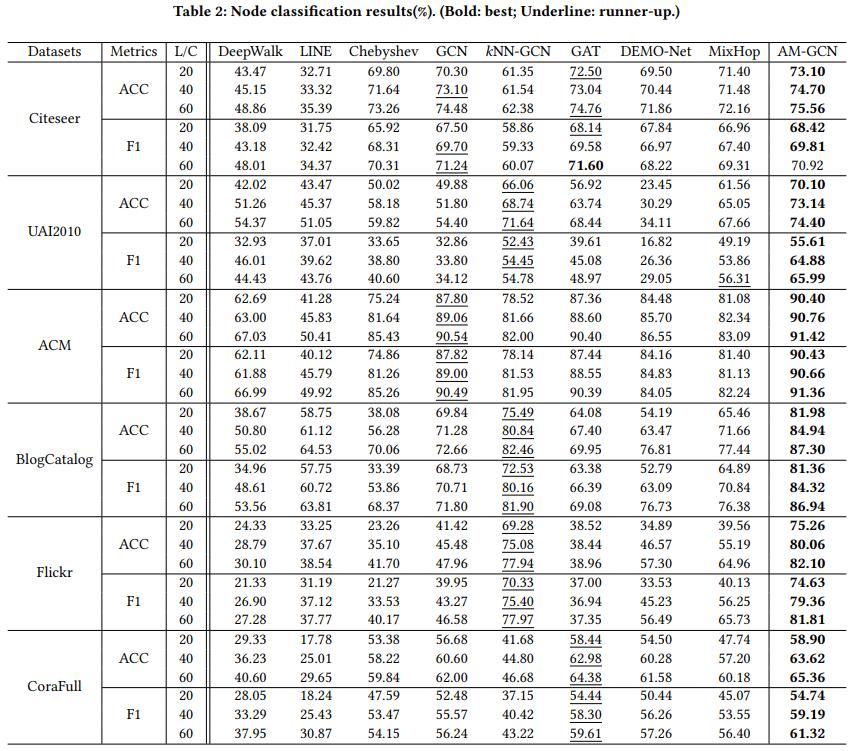 Table 2: Node classification results(%). (Bold: best; Underline: runner-up.)
Datasets Metrics L/C DeepWalk LINE Chebyshev GCN kNN-GCN GAT DEMO-Net MixHop AM-GCN
Citeseer ACC 20 43.47 32.71 69.80 70.30 61.35 72.50 69.50 71.40 73.10
40 45.15 33.32 71.64 73.10 61.54 73.04 70.44 71.48 74.70
60 48.86 35.39 73.26 74.48 62.38 74.76 71.86 72.16 75.56
F1 20 38.09 31.75 65.92 67.50 58.86 68.14 67.84 66.96 68.42
40 43.18 32.42 68.31 69.70 59.33 69.58 66.97 67.40 69.81
60 48.01 34.37 70.31 71.24 60.07 71.60 68.22 69.31 70.92
UAI2010 ACC 20 42.02 43.47 50.02 49.88 66.06 56.92 23.45 61.56 70.10
40 51.26 45.37 58.18 51.80 68.74 63.74 30.29 65.05 73.14
60 54.37 51.05 59.82 54.40 71.64 68.44 34.11 67.66 74.40
F1 20 32.93 37.01 33.65 32.86 52.43 39.61 16.82 49.19 55.61
40 46.01 39.62 38.80 33.80 54.45 45.08 26.36 53.86 64.88
60 44.43 43.76 40.60 34.12 54.78 48.97 29.05 56.31 65.99
ACM ACC 20 62.69 41.28 75.24 87.80 78.52 87.36 84.48 81.08 90.40
40 63.00 45.83 81.64 89.06 81.66 88.60 85.70 82.34 90.76
60 67.03 50.41 85.43 90.54 82.00 90.40 86.55 83.09 91.42
F1 20 62.11 40.12 74.86 87.82 78.14 87.44 84.16 81.40 90.43
40 61.88 45.79 81.26 89.00 81.53 88.55 84.83 81.13 90.66
60 66.99 49.92 85.26 90.49 81.95 90.39 84.05 82.24 91.36
BlogCatalog ACC 20 38.67 58.75 38.08 69.84 75.49 64.08 54.19 65.46 81.98
40 50.80 61.12 56.28 71.28 80.84 67.40 63.47 71.66 84.94
60 55.02 64.53 70.06 72.66 82.46 69.95 76.81 77.44 87.30
F1 20 34.96 57.75 33.39 68.73 72.53 63.38 52.79 64.89 81.36
40 48.61 60.72 53.86 70.71 80.16 66.39 63.09 70.84 84.32
60 53.56 63.81 68.37 71.80 81.90 69.08 76.73 76.38 86.94
Flickr ACC 20 24.33 33.25 23.26 41.42 69.28 38.52 34.89 39.56 75.26
40 28.79 37.67 35.10 45.48 75.08 38.44 46.57 55.19 80.06
60 30.10 38.54 41.70 47.96 77.94 38.96 57.30 64.96 82.10
F1 20 21.33 31.19 21.27 39.95 70.33 37.00 33.53 40.13 74.63
40 26.90 37.12 33.53 43.27 75.40 36.94 45.23 56.25 79.36
60 27.28 37.77 40.17 46.58 77.97 37.35 56.49 65.73 81.81
CoraFull ACC 20 29.33 17.78 53.38 56.68 41.68 58.44 54.50 47.74 58.90
40 36.23 25.01 58.22 60.60 44.80 62.98 60.28 57.20 63.62
60 40.60 29.65 59.84 62.00 46.68 64.38 61.58 60.18 65.36
F1 20 28.05 18.24 47.59 52.48 37.15 54.44 50.44 45.07 54.74
40 33.29 25.43 53.47 55.57 40.42 58.30 56.26 53.55 59.19
60 37.95 30.87 54.15 56.24 43.22 59.61 57.26 56.40 61.32